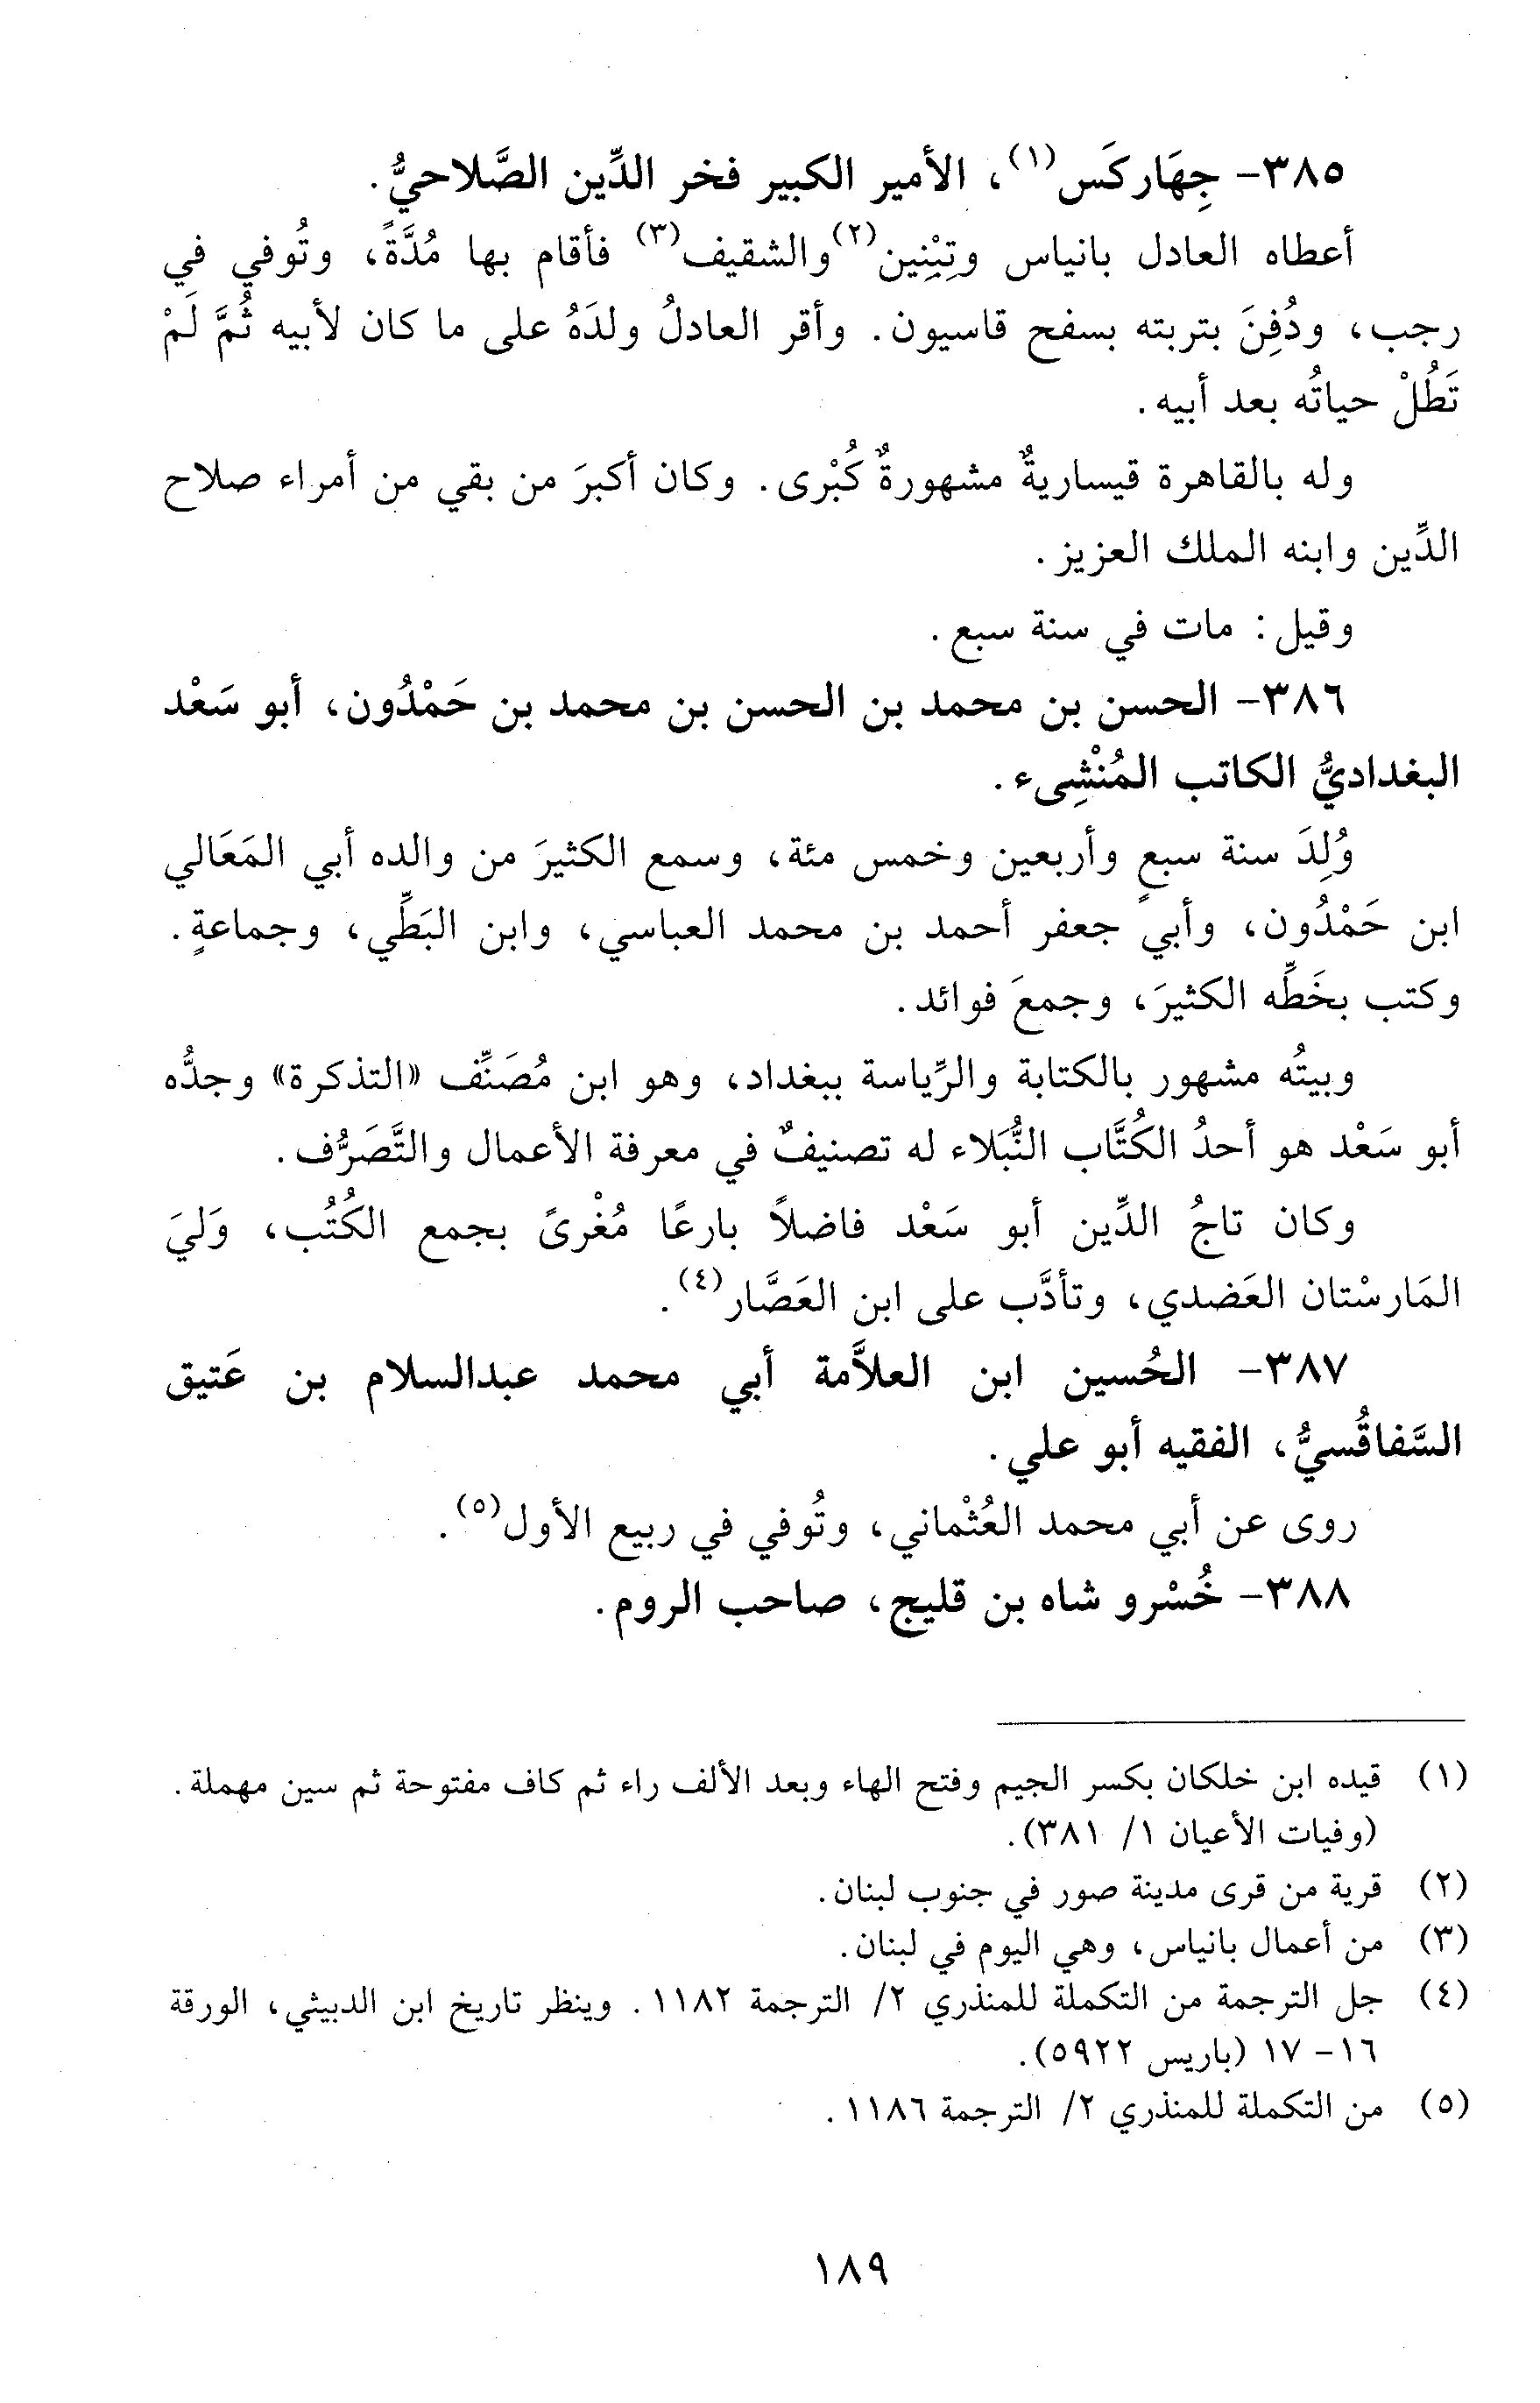 ٣٨٥- جِهَاركَس(١)، الأمير الكبير فخر الدِّين الصَّلاحيُّ.
أعطاه العادل بانياس وتِبْنِين(٢) والشقيف(٣) فأقام بها مُدَّةً، وتُوفي في
رجب، ودُفِنَ بتربته بسفح قاسيون. وأقر العادلُ ولدَهُ على ما كان لأبيه ثُمَّ لَمْ
تَطُلْ حياتُه بعد أبيه.
وله بالقاهرة قيساريةٌ مشهورةٌ كُبْرى. وكان أكبرَ من بقي من أمراء صلاح
الدِّين وابنه الملك العزيز.
وقيل: مات في سنة سبع.
٣٨٦- الحسن بن محمد بن الحسن بن محمد بن حَمْدُون، أبو سَعْد
البغداديُّ الكاتب المُنْشِىء.
وُلِدَ سنة سبعٍ وأربعين وخمس مئة، وسمع الكثيرَ من والده أبي المَعَالي
ابن حَمْدُون، وأبي جعفر أحمد بن محمد العباسي، وابن البَطِّي، وجماعةٍ.
وكتب بخَطِّه الكثيرَ، وجمعَ فوائد.
وبيتُه مشهور بالكتابة والرِّياسة ببغداد، وهو ابن مُصَنِّف «التذكرة» وجدُّه
أبو سَعْد هو أحدُ الكُتَّاب النُّبَلاء له تصنيفٌ في معرفة الأعمال والتَّصَرُّف.
وكان تاجُ الدِّين أبو سَعْد فاضلاً بارعًا مُغْرىً بجمع الكُتُب، وَليَ
المَارسْتان العَضدي، وتأدَّب على ابن العَصَّار(٤).
٣٨٧- الحُسين ابن العلاَّمة أبي محمد عبدالسلام بن عَتيق
السَّفاقُسيُّ، الفقيه أبو علي.
روى عن أبي محمد العُثْماني، وتُوفي في ربيع الأول(٥).
٣٨٨- خُسْرو شاه بن قليج، صاحب الروم.
(١) قيده ابن خلكان بكسر الجيم وفتح الهاء وبعد الألف راء ثم كاف مفتوحة ثم سين مهملة.
(وفيات الأعيان ١/ ٣٨١).
(٢) قرية من قرى مدينة صور في جنوب لبنان.
(٣) من أعمال بانياس، وهي اليوم في لبنان.
(٤) جل الترجمة من التكملة للمنذري ٢/ الترجمة ١١٨٢. وينظر تاريخ ابن الدبيثي، الورقة
١٦- ١٧ (باريس ٥٩٢٢).
(٥) من التكملة للمنذري ٢/ الترجمة ١١٨٦.
١٨٩